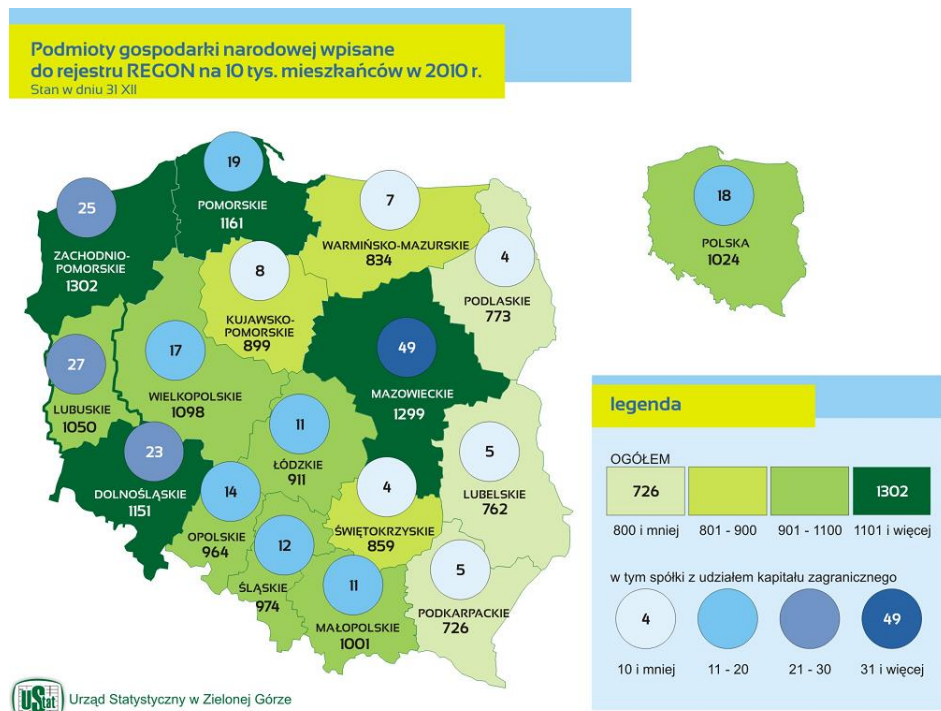 Podmioty gospodarki narodowej wpisane
do rejestru REGON na 10 tys. mieszkańców w 2010 r.
Stan w dniu 31 XII
19
POMORSKIE
1161
25
ZACHODNIO-
POMORSKIE
1302
7
WARMIŃSKO-MAZURSKIE
834
4
PODLASKIE
773
8
KUJAWSKO-
POMORSKIE
899
18
POLSKA
1024
27
LUBUSKIE
1050
17
WIELKOPOLSKIE
1098
49
MAZOWIECKIE
1299
11
ŁÓDZKIE
911
23
DOLNOŚLĄSKIE
1151
14
OPOLSKIE
964
12
ŚLĄSKIE
974
4
ŚWIĘTOKRZYSKIE
859
5
LUBELSKIE
762
11
MAŁOPOLSKIE
1001
5
PODKARPACKIE
726
legenda
OGÓŁEM
726 1302
800 i mniej 801 - 900 901 - 1100 1101 i więcej
w tym spółki z udziałem kapitału zagranicznego
4 49
10 i mniej 11 - 20 21 - 30 31 i więcej
UStat Urząd Statystyczny w Zielonej Górze